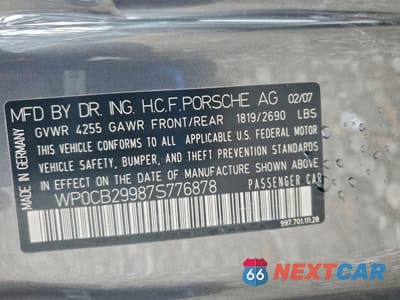 MFD BY DR. ING. H.C.F. PORSCHE AG 02/07
GVWR 4255 GAWR FRONT/REAR 1819/2690 LBS
THIS VEHICLE CONFORMS TO ALL APPLICABLE U.S. FEDERAL MOTOR
VEHICLE SAFETY, BUMPER, AND THEFT PREVENTION STANDARDS IN
EFFECT ON THE DATE OF MANUFACTURE SHOWN ABOVE.
WP0CB29987S776878 PASSENGER CAR
997.701.111.28
MADE IN GERMANY
66 NEXTCAR